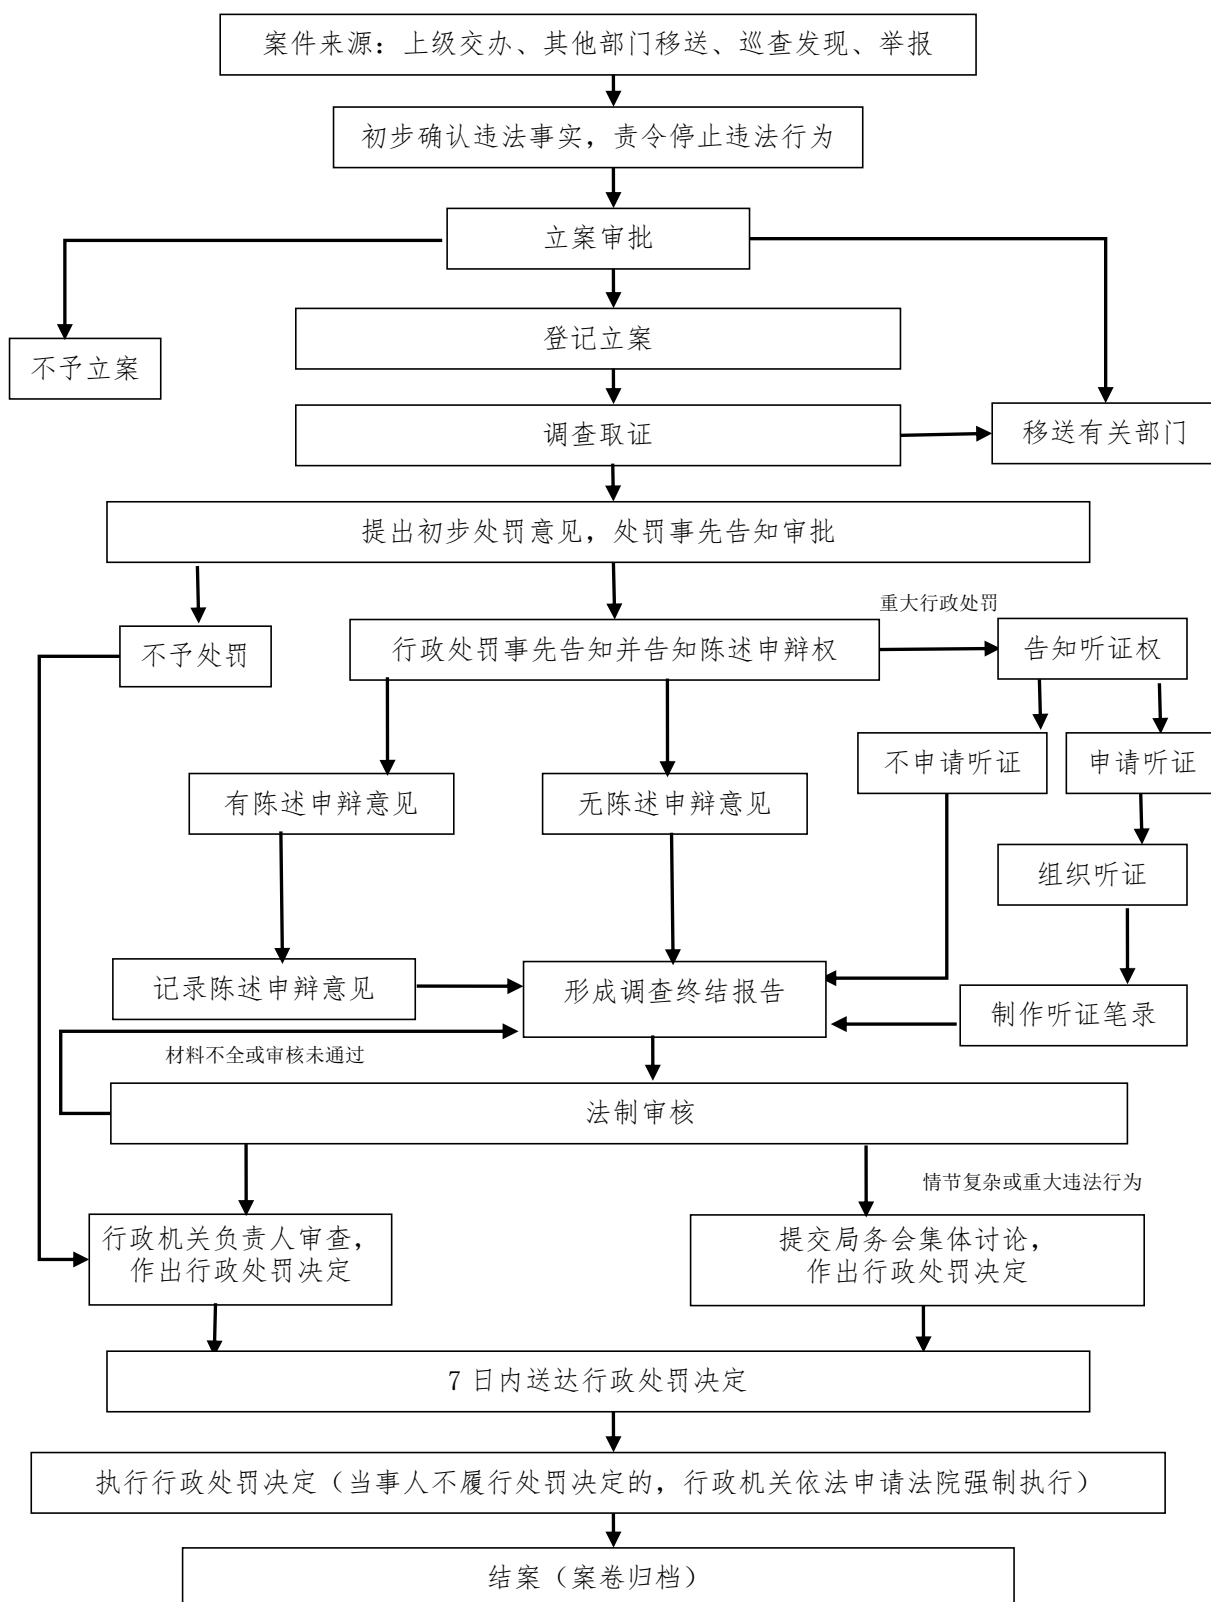 案件来源：上级交办、其他部门移送、巡查发现、举报
初步确认违法事实，责令停止违法行为
立案审批
登记立案
不予立案
调查取证
移送有关部门
提出初步处罚意见，处罚事先告知审批
重大行政处罚
不予处罚
行政处罚事先告知并告知陈述申辩权
告知听证权
不申请听证
申请听证
有陈述申辩意见
无陈述申辩意见
组织听证
记录陈述申辩意见
形成调查终结报告
制作听证笔录
材料不全或审核未通过
法制审核
情节复杂或重大违法行为
行政机关负责人审查，
作出行政处罚决定
提交局务会集体讨论，
作出行政处罚决定
7 日内送达行政处罚决定
执行行政处罚决定（当事人不履行处罚决定的，行政机关依法申请法院强制执行）
结案（案卷归档）